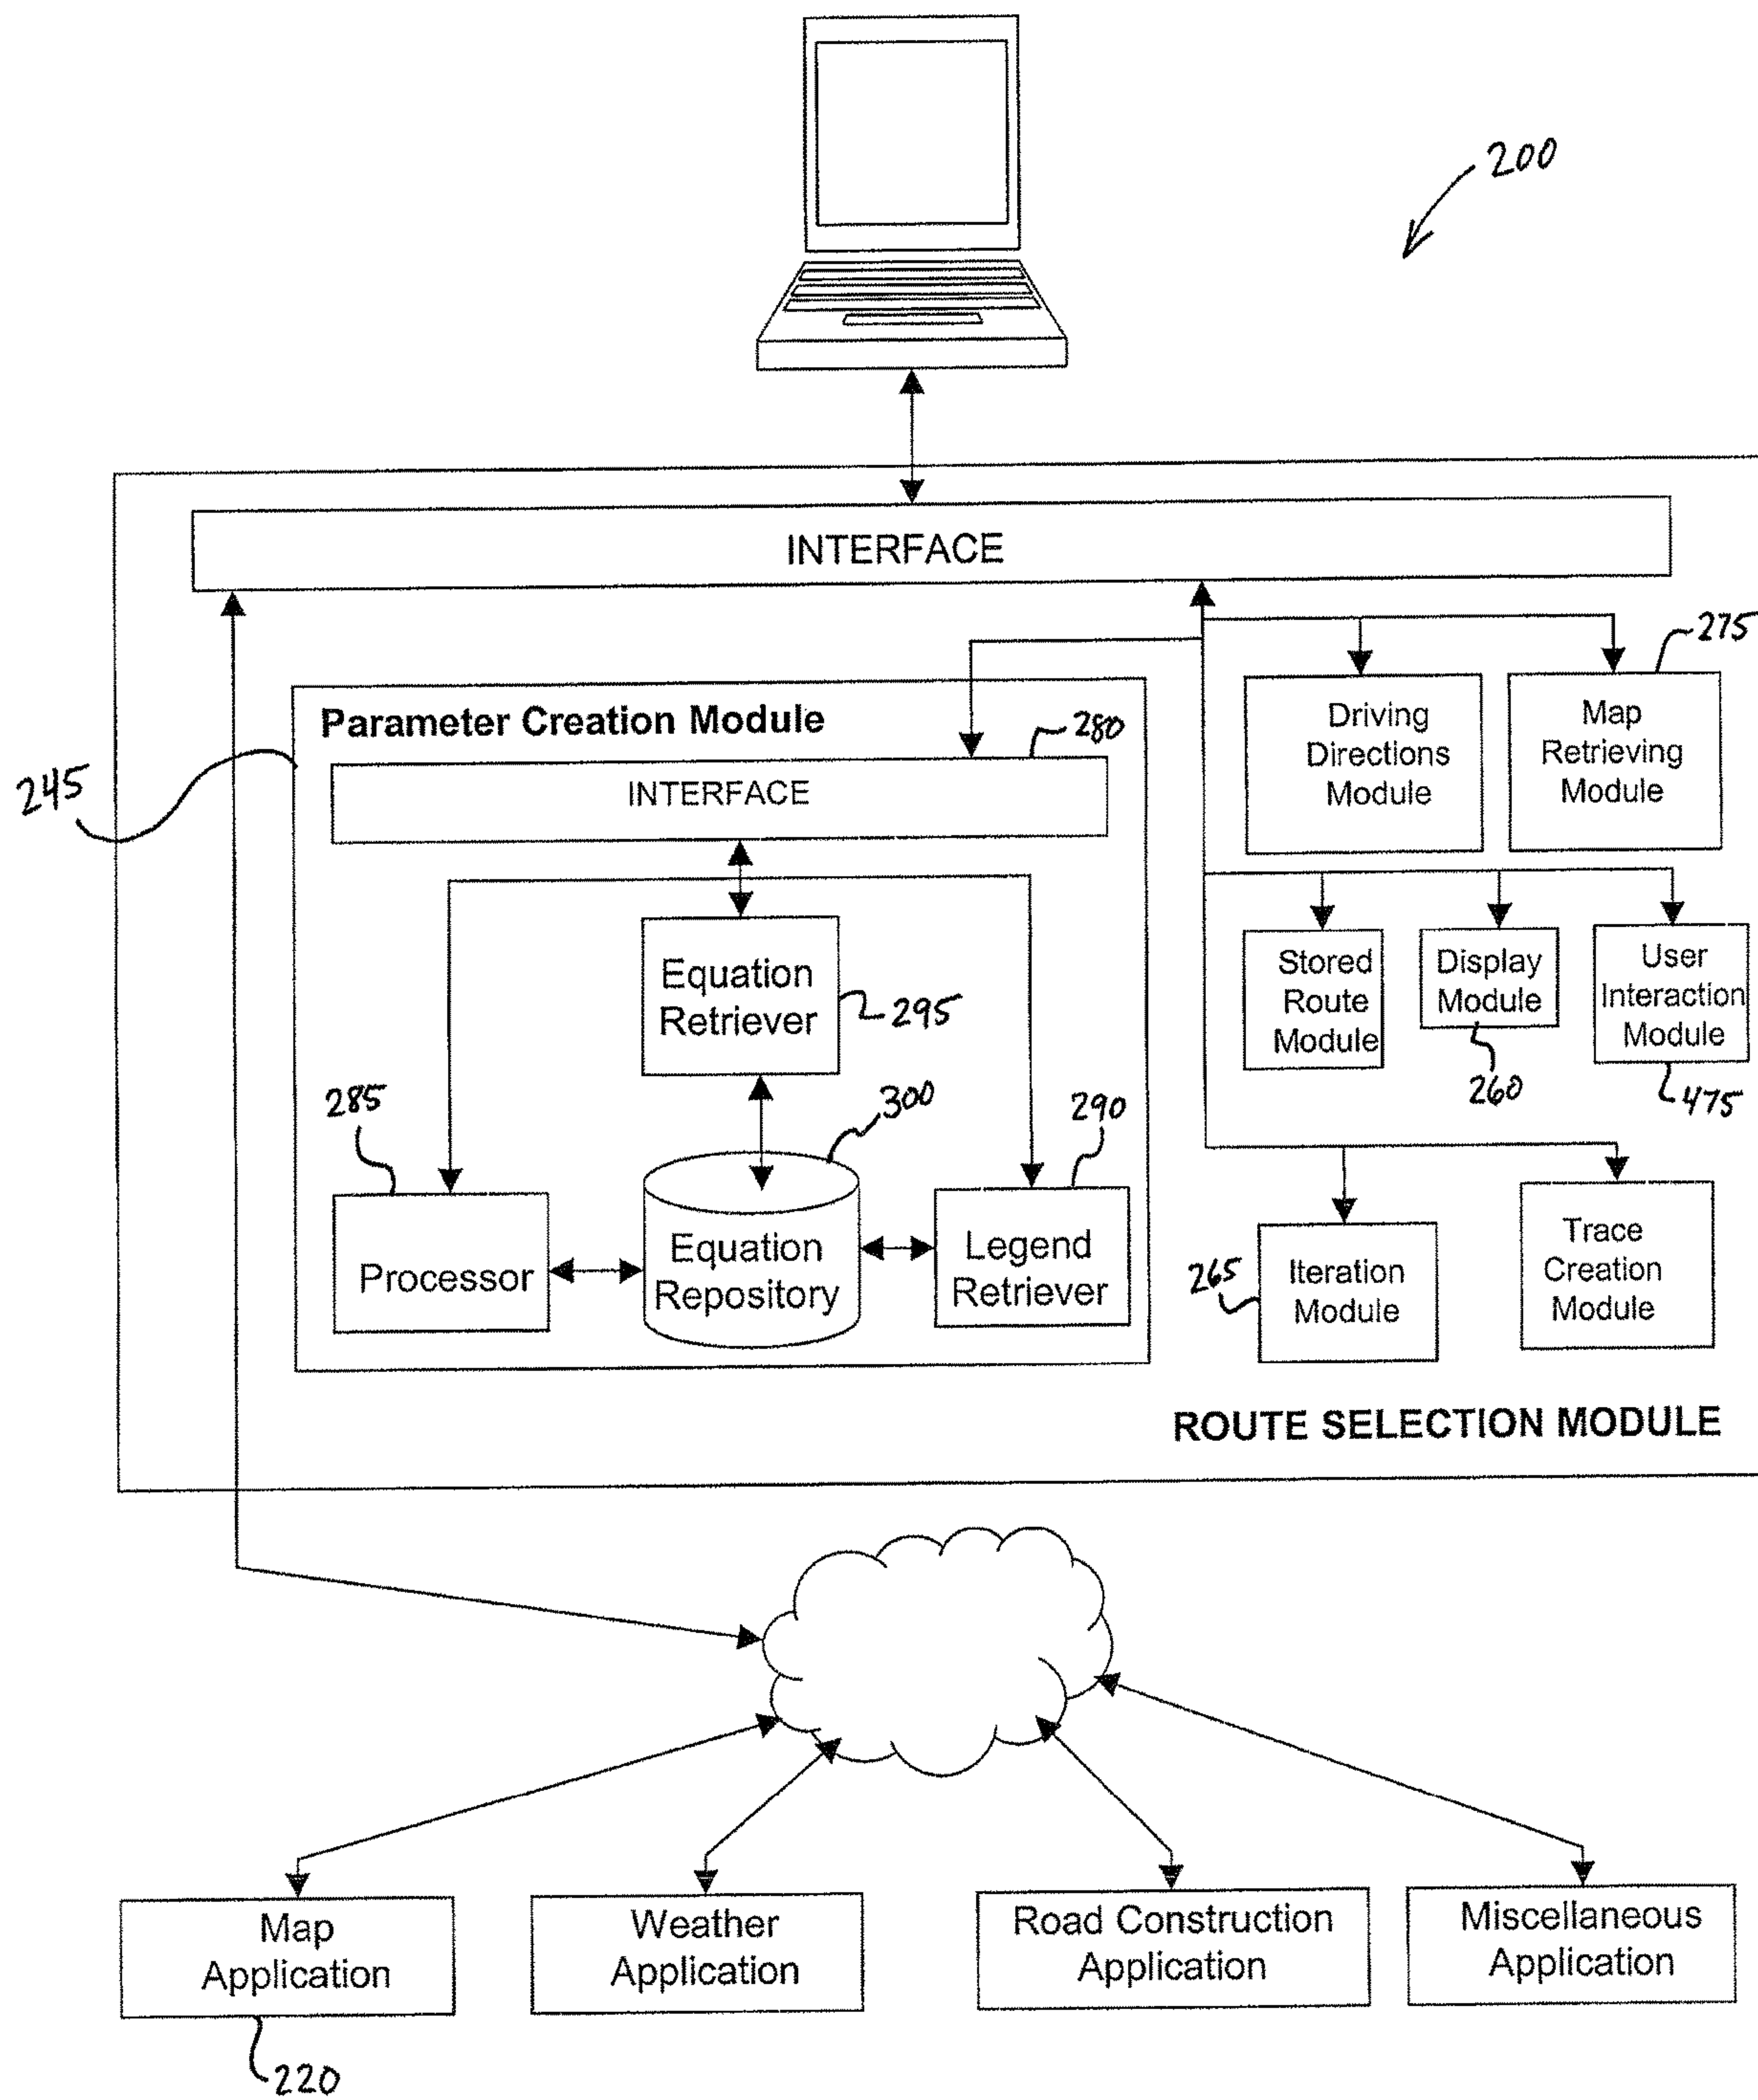 200
INTERFACE
275
Driving
Directions
Module
Map
Retrieving
Module
Parameter Creation Module
280
245
INTERFACE
Equation
Retriever
295
Stored
Route
Module
Display
Module
260
User
Interaction
Module
475
285
300
290
Processor
Equation
Repository
Legend
Retriever
265
Iteration
Module
Trace
Creation
Module
ROUTE SELECTION MODULE
Map
Application
220
Weather
Application
Road Construction
Application
Miscellaneous
Application